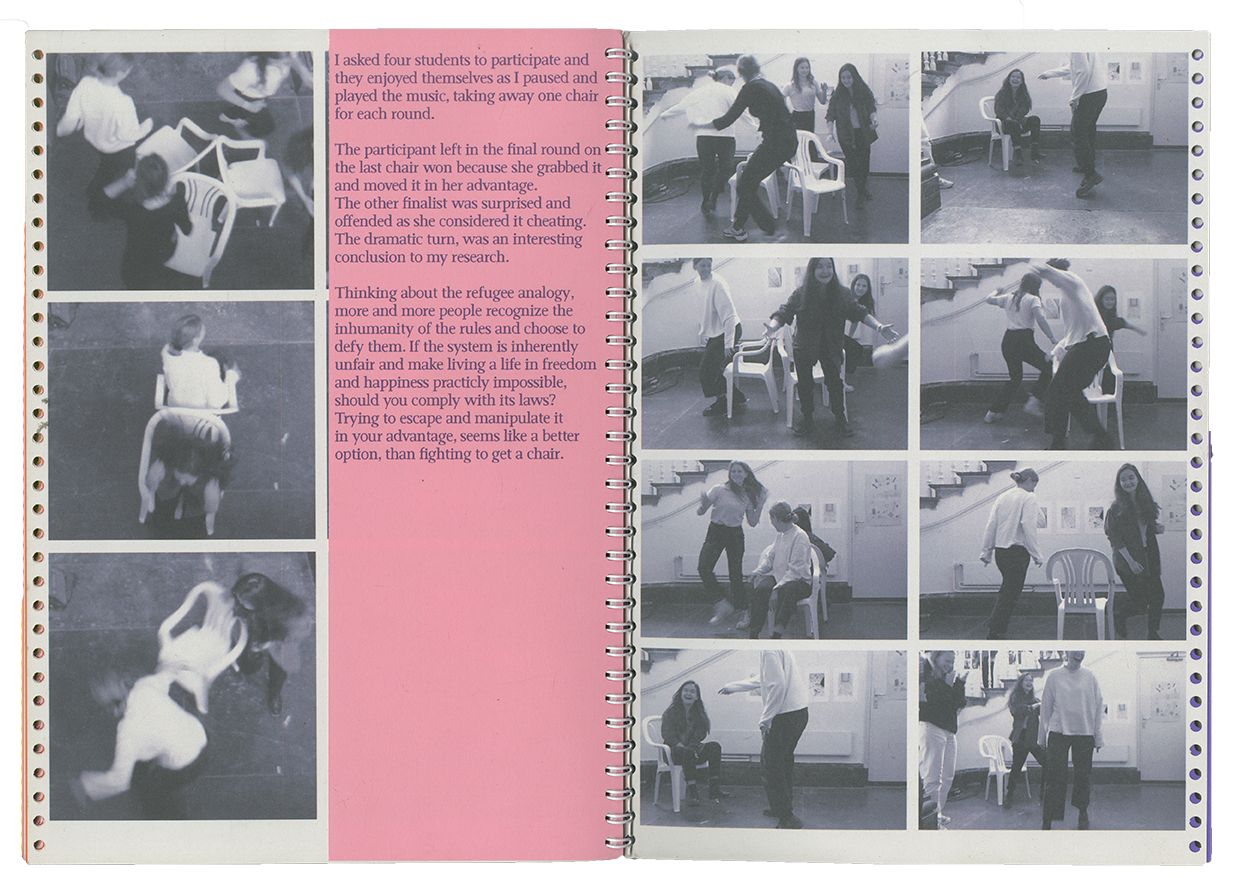 I asked four students to participate and
they enjoyed themselves as I paused and
played the music, taking away one chair
for each round.

The participant left in the final round on
the last chair won because she grabbed it
and moved it in her advantage.
The other finalist was surprised and
offended as she considered it cheating.
The dramatic turn, was an interesting
conclusion to my research.

Thinking about the refugee analogy,
more and more people recognize the
inhumanity of the rules and choose to
defy them. If the system is inherently
unfair and make living a life in freedom
and happiness practicly impossible,
should you comply with its laws?
Trying to escape and manipulate it
in your advantage, seems like a better
option, than fighting to get a chair.